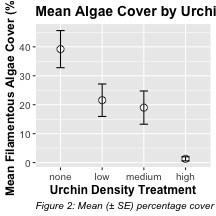 Mean Algae Cover by Urchi
Mean Filamentous Algae Cover (%
40
30
20
10
0
none low medium high
Urchin Density Treatment
Figure 2: Mean (± SE) percentage cover